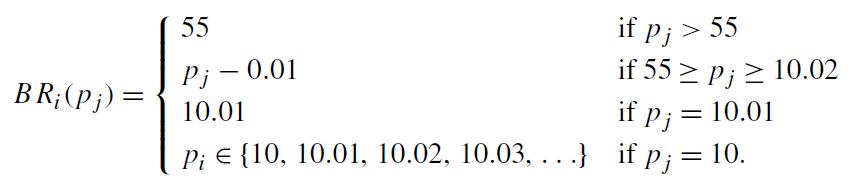 55 if p_j > 55
p_j − 0.01 if 55 ≥ p_j ≥ 10.02
BR_i(p_j) = {
10.01 if p_j = 10.01
p_i ∈ {10, 10.01, 10.02, 10.03, . . .} if p_j = 10.